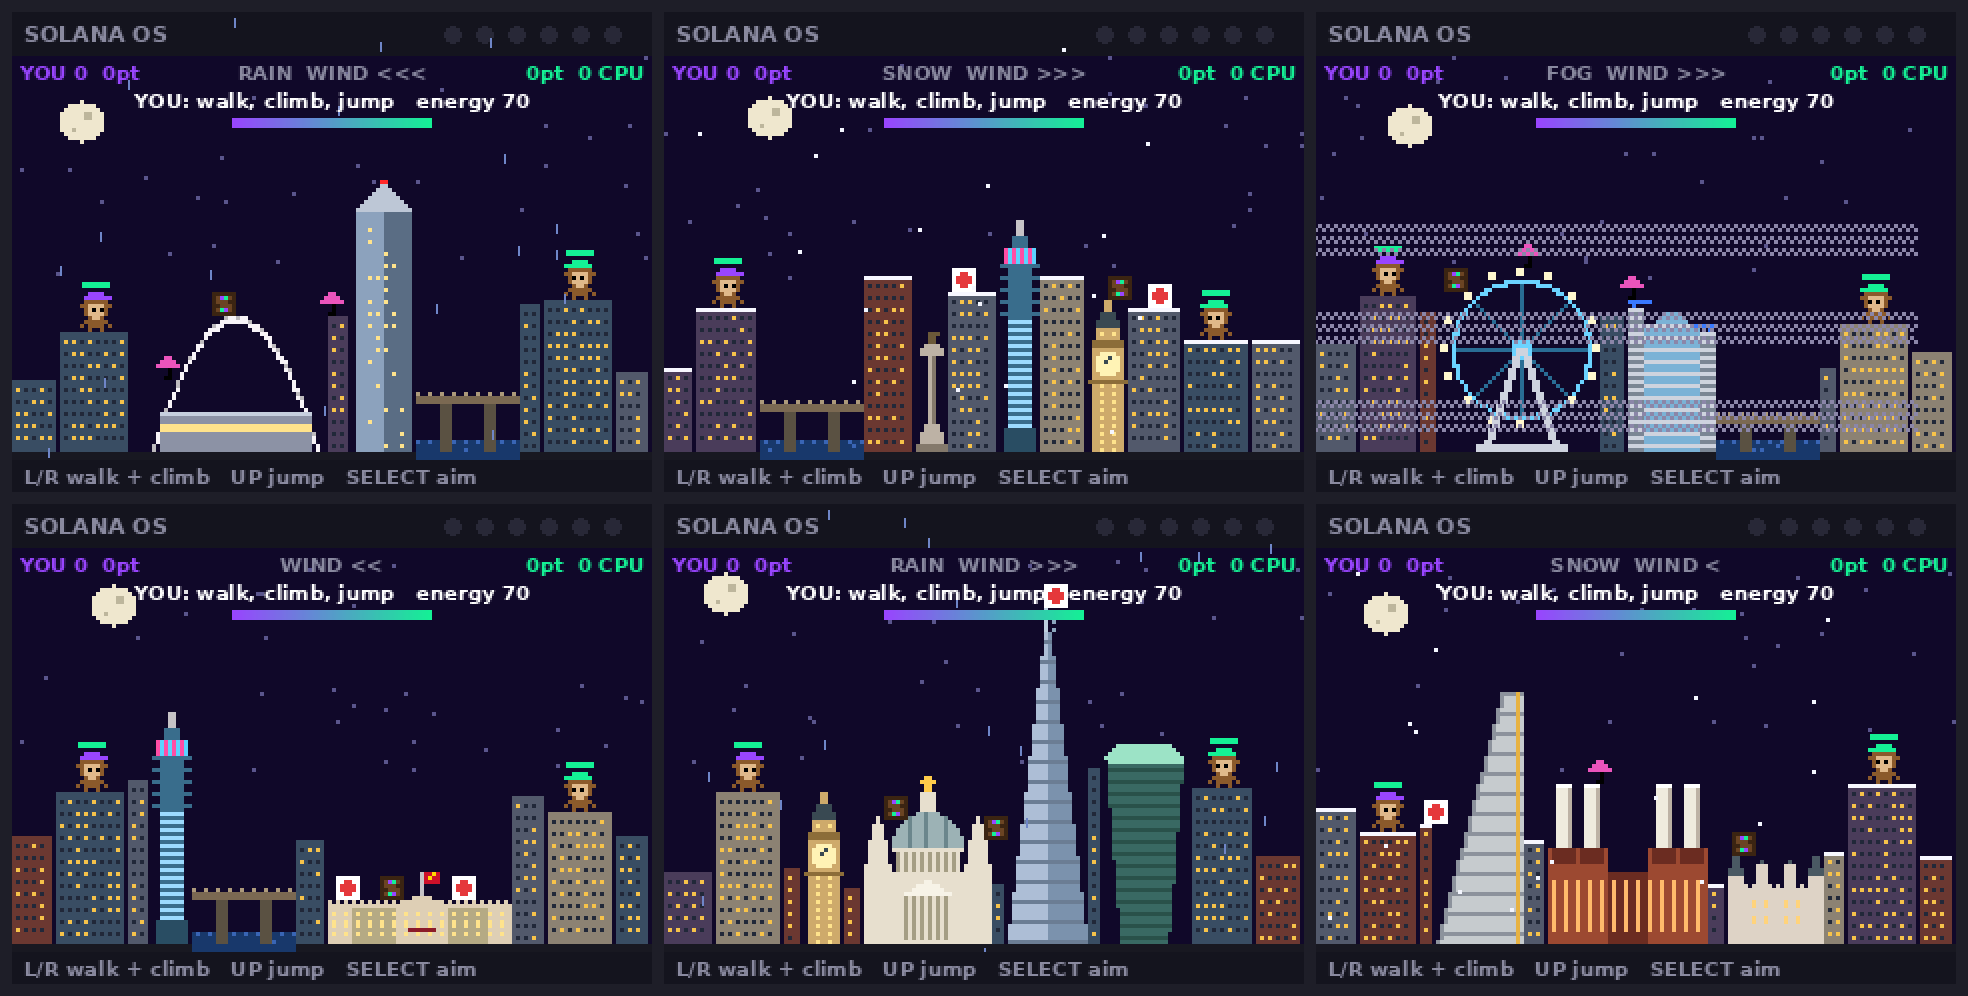 SOLANA OS
YOU 0 0pt RAIN WIND <<< 0pt 0 CPU
YOU: walk, climb, jump energy 70
L/R walk + climb UP jump SELECT aim
SOLANA OS
YOU 0 0pt SNOW WIND >>> 0pt 0 CPU
YOU: walk, climb, jump energy 70
L/R walk + climb UP jump SELECT aim
SOLANA OS
YOU 0 0pt FOG WIND >>> 0pt 0 CPU
YOU: walk, climb, jump energy 70
L/R walk + climb UP jump SELECT aim
SOLANA OS
YOU 0 0pt WIND << 0pt 0 CPU
YOU: walk, climb, jump energy 70
L/R walk + climb UP jump SELECT aim
SOLANA OS
YOU 0 0pt RAIN WIND >>> 0pt 0 CPU
YOU: walk, climb, jump energy 70
L/R walk + climb UP jump SELECT aim
SOLANA OS
YOU 0 0pt SNOW WIND < 0pt 0 CPU
YOU: walk, climb, jump energy 70
L/R walk + climb UP jump SELECT aim